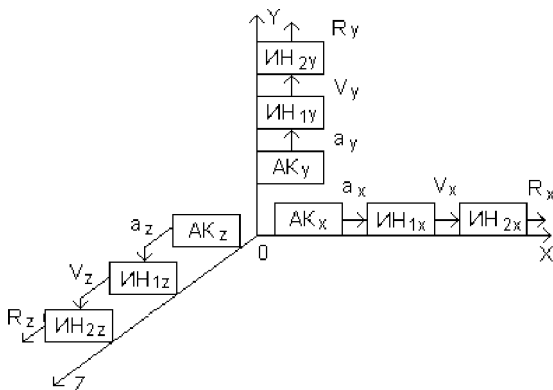 Y
Ry
ИН2y
Vy
ИН1y
ay
АКy
ax
Vx
Rx
АКx
ИН1x
ИН2x
0
X
az
АКz
Vz
ИН1z
Rz
ИН2z
Z